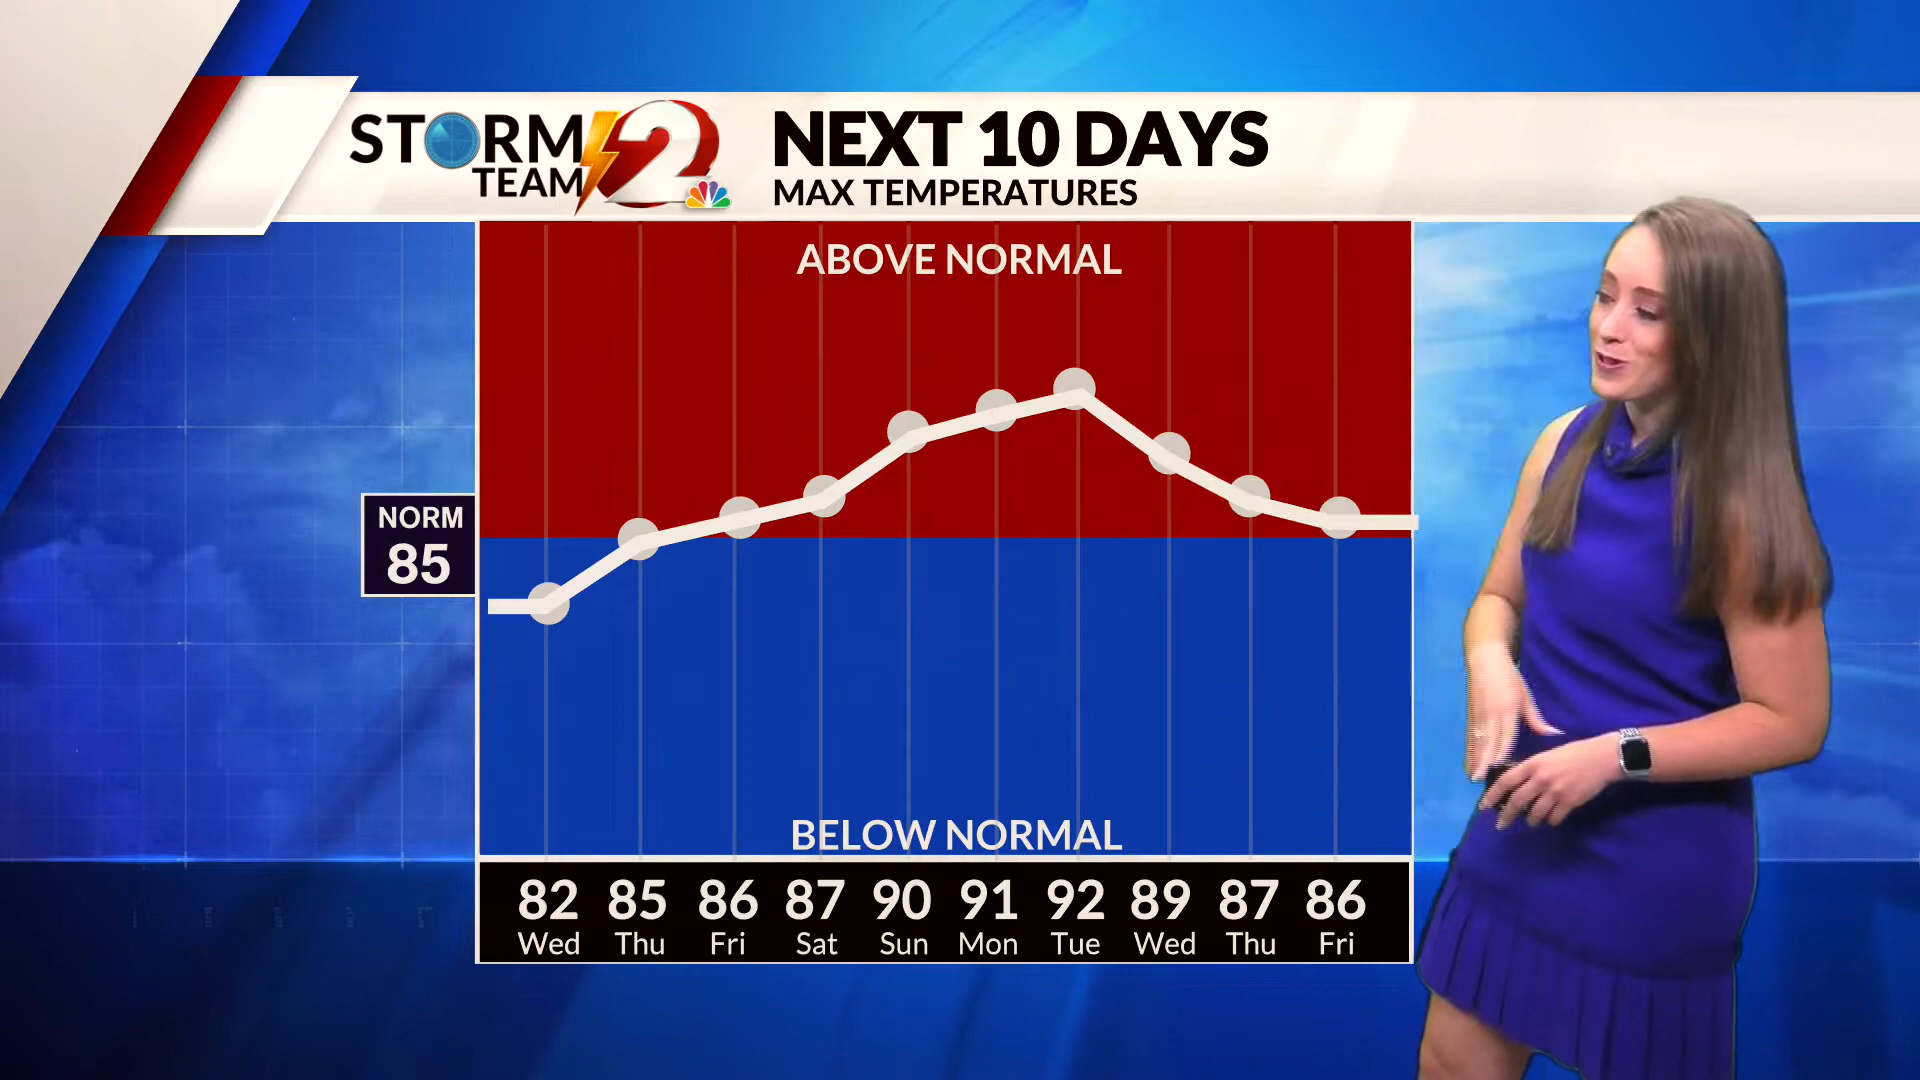 STORM
TEAM
2
NEXT 10 DAYS
MAX TEMPERATURES
ABOVE NORMAL
NORM
85
BELOW NORMAL
82 85 86 87 90 91 92 89 87 86
Wed Thu Fri Sat Sun Mon Tue Wed Thu Fri